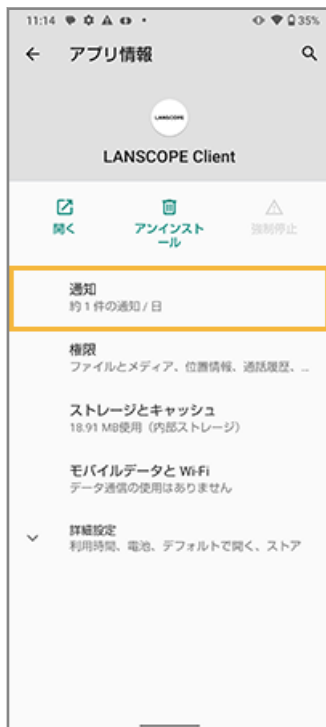 11:14
35%
アプリ情報
LANSCOPE
LANSCOPE Client
開く
アンインスト
ール
強制停止
通知
約 1 件の通知 / 日
権限
ファイルとメディア、位置情報、通話履歴、...
ストレージとキャッシュ
18.91 MB使用（内部ストレージ）
モバイルデータと Wi-Fi
データ通信の使用はありません
詳細設定
利用時間、電池、デフォルトで開く、ストア